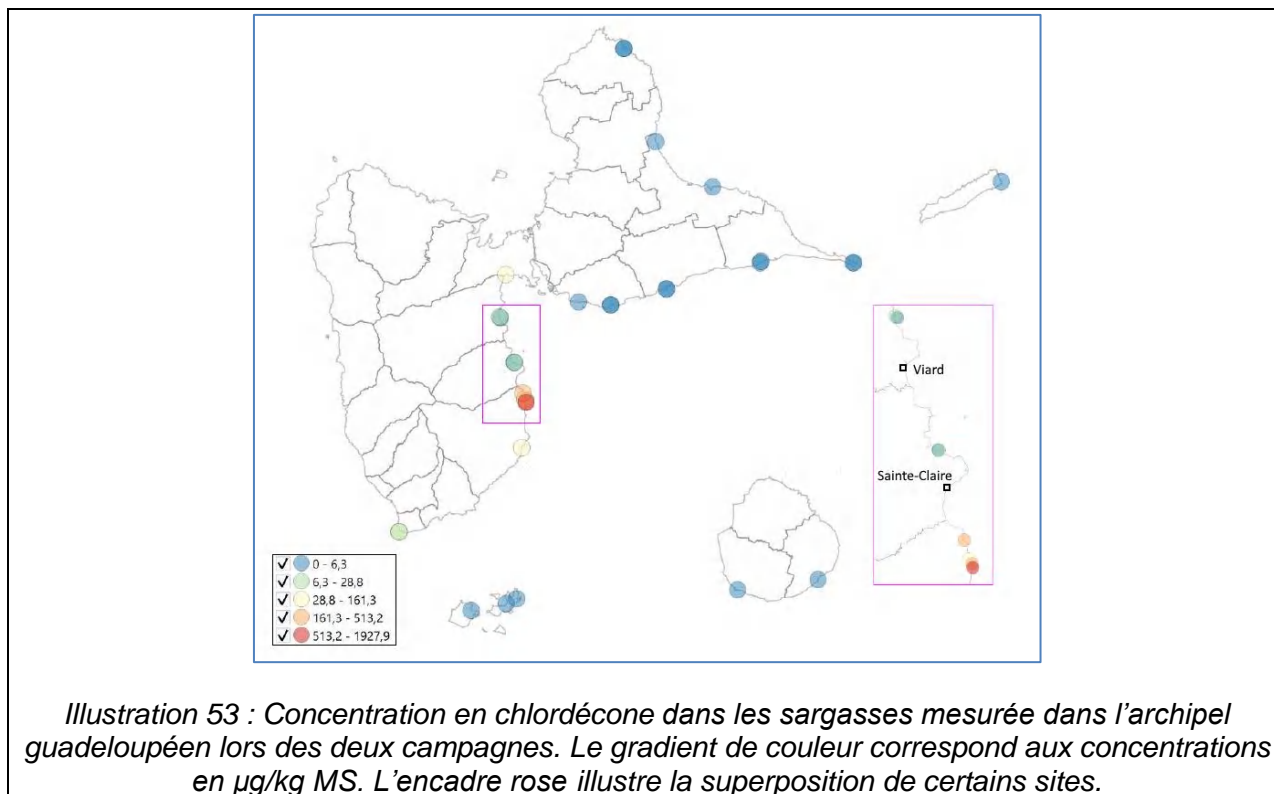 Viard
Sainte-Claire
0 - 6,3
6,3 - 28,8
28,8 - 161,3
161,3 - 513,2
513,2 - 1927,9
Illustration 53 : Concentration en chlordécone dans les sargasses mesurée dans l'archipel
guadeloupéen lors des deux campagnes. Le gradient de couleur correspond aux concentrations
en µg/kg MS. L'encadre rose illustre la superposition de certains sites.